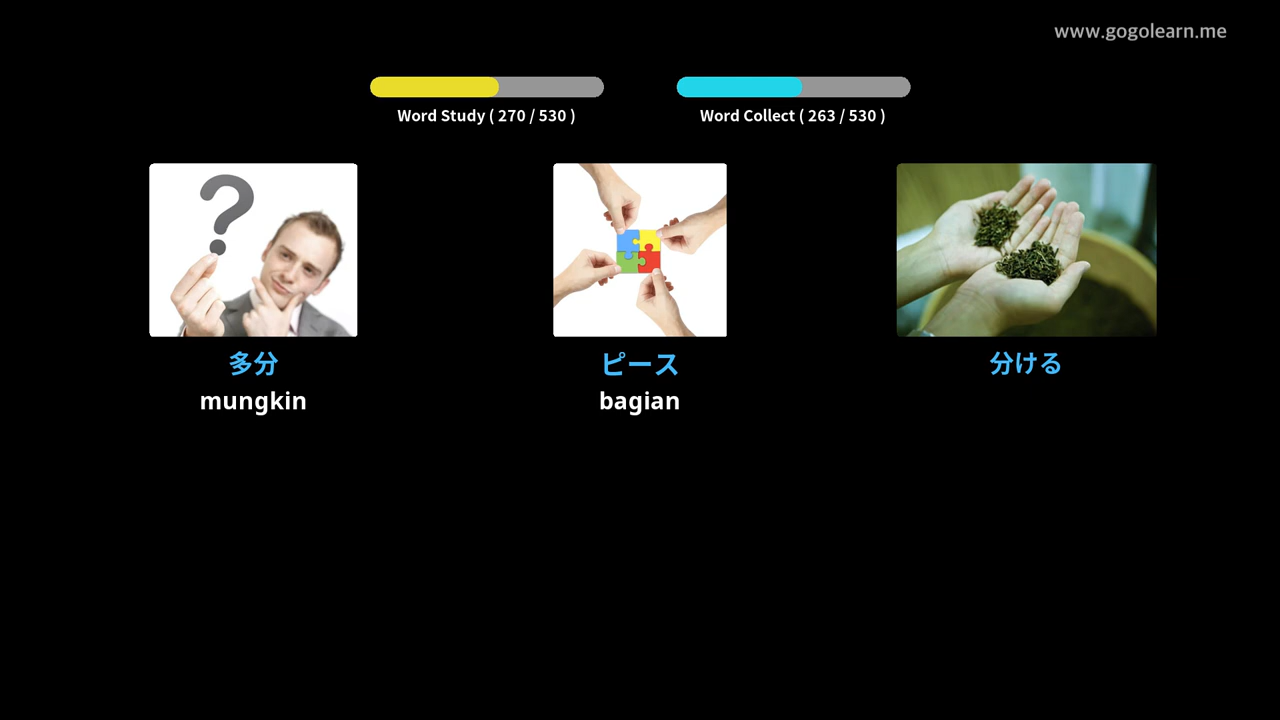 www.gogolearn.me
Word Study ( 270 / 530 )
Word Collect ( 263 / 530 )
多分
ピース
分ける
mungkin
bagian